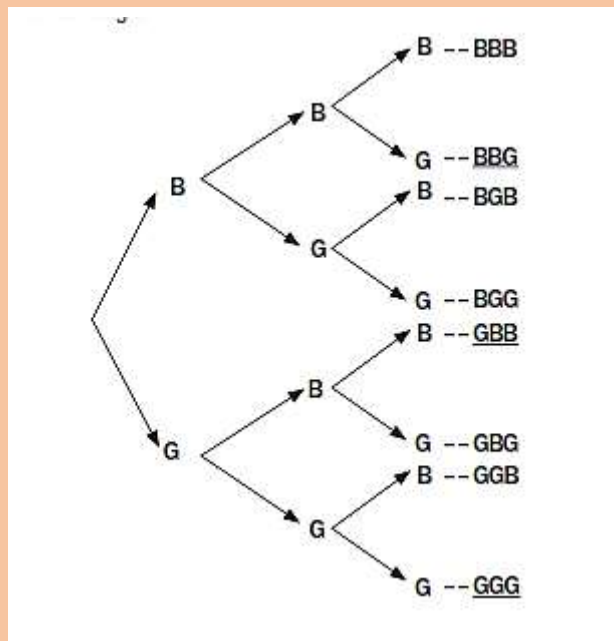 B -- BBB
B
G -- BBG
B
B -- BGB
G
G -- BGG
B -- GBB
B
G -- GBG
G
B -- GGB
G
G -- GGG